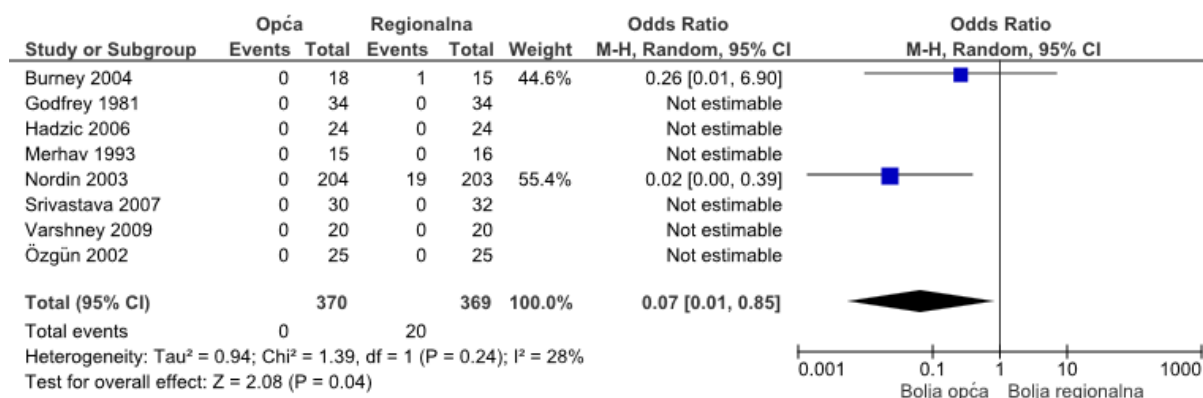 Opća Regionalna Odds Ratio Odds Ratio
Study or Subgroup Events Total Events Total Weight M-H, Random, 95% CI M-H, Random, 95% CI
Burney 2004 0 18 1 15 44.6% 0.26 [0.01, 6.90]
Godfrey 1981 0 34 0 34 Not estimable
Hadzic 2006 0 24 0 24 Not estimable
Merhav 1993 0 15 0 16 Not estimable
Nordin 2003 0 204 19 203 55.4% 0.02 [0.00, 0.39]
Srivastava 2007 0 30 0 32 Not estimable
Varshney 2009 0 20 0 20 Not estimable
Özgün 2002 0 25 0 25 Not estimable
Total (95% CI) 370 369 100.0% 0.07 [0.01, 0.85]
Total events 0 20
Heterogeneity: Tau² = 0.94; Chi² = 1.39, df = 1 (P = 0.24); I² = 28%
Test for overall effect: Z = 2.08 (P = 0.04)
0.001 0.1 1 10 1000
Bolja opća Bolja regionalna